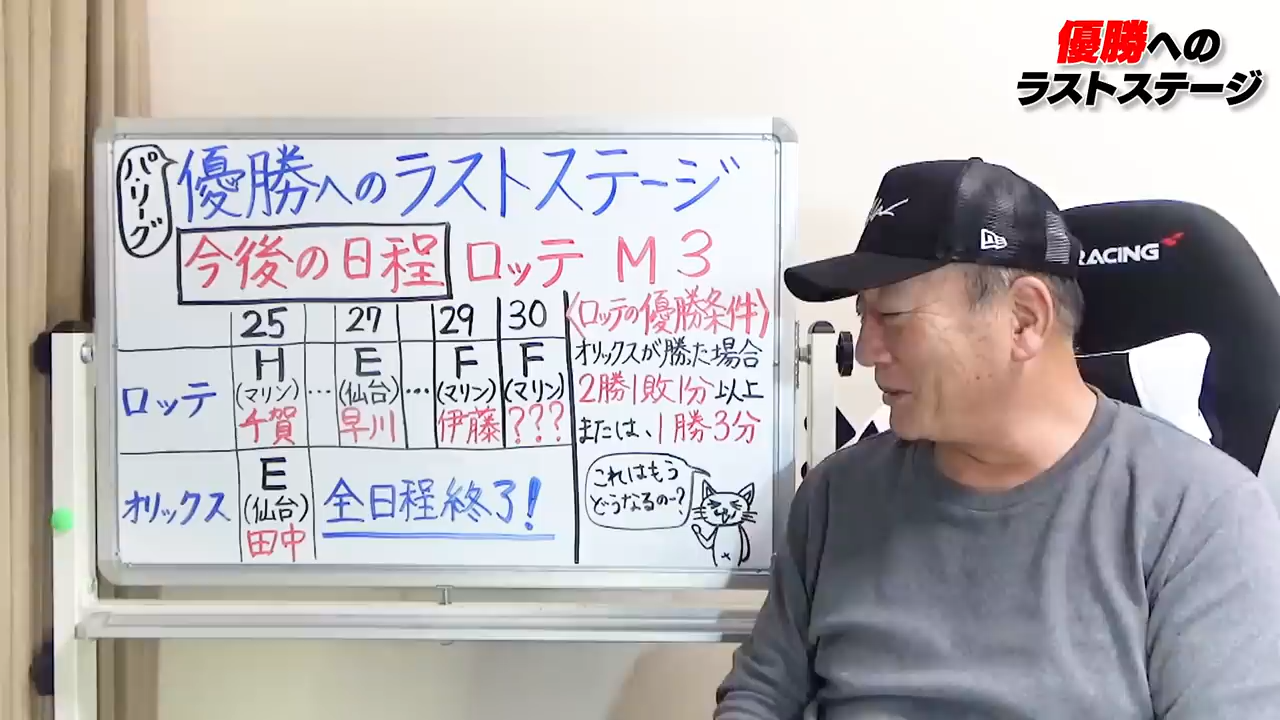 優勝への
ラストステージ
パ・リーグ
優勝へのラストステージ
今後の日程 ロッテ M3
25 27 29 30
ロッテ
H E F F
(マリン) … (仙台) … (マリン) (マリン)
千賀 早川 伊藤 ???
オリックス
E
(仙台)
田中
全日程終了!
〈ロッテの優勝条件〉
オリックスが勝った場合
2勝1敗1分以上
または、1勝3分
これはもう
どうなるのー?
RACING